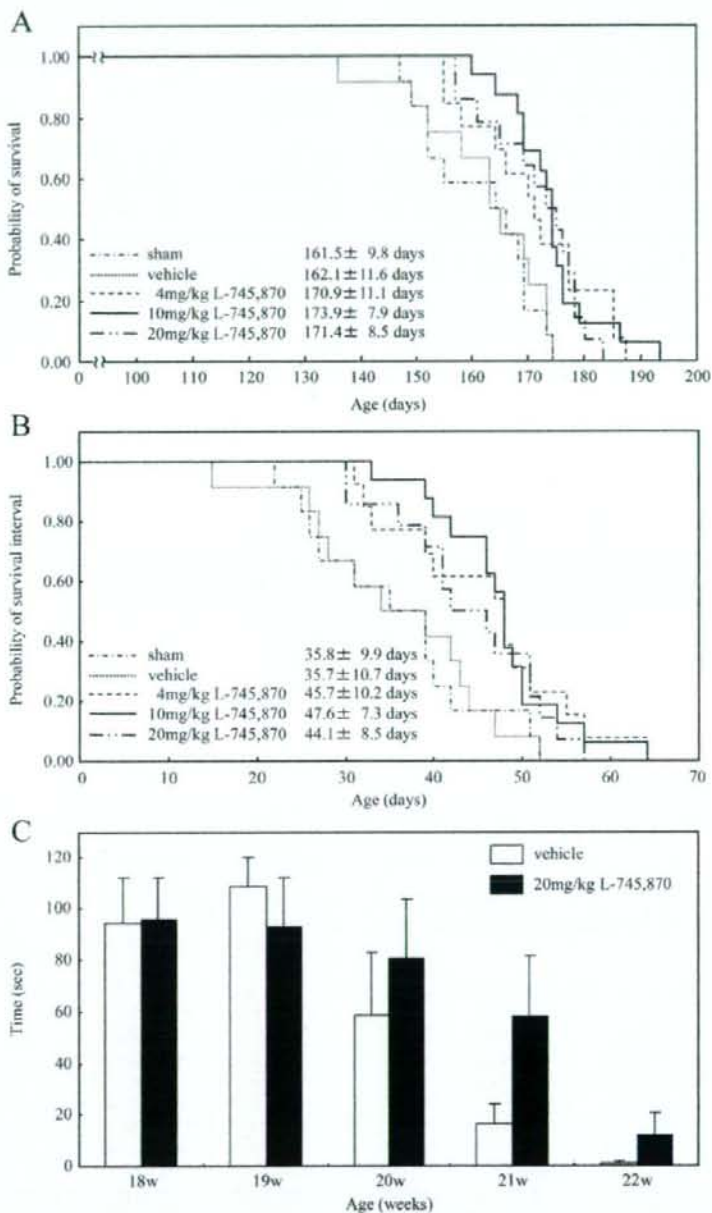 A
Probability of survival
1.00
0.80
0.60
0.40
0.20
0.00
sham 161.5± 9.8 days
vehicle 162.1±11.6 days
4mg/kg L-745,870 170.9±11.1 days
10mg/kg L-745,870 173.9± 7.9 days
20mg/kg L-745,870 171.4± 8.5 days
100 110 120 130 140 150 160 170 180 190 200
Age (days)
B
Probability of survival interval
1.00
0.80
0.60
0.40
0.20
0.00
sham 35.8± 9.9 days
vehicle 35.7±10.7 days
4mg/kg L-745,870 45.7±10.2 days
10mg/kg L-745,870 47.6± 7.3 days
20mg/kg L-745,870 44.1± 8.5 days
0 10 20 30 40 50 60 70
Age (days)
C
Time (sec)
120
100
80
60
40
20
0
vehicle
20mg/kg L-745,870
18w 19w 20w 21w 22w
Age (weeks)